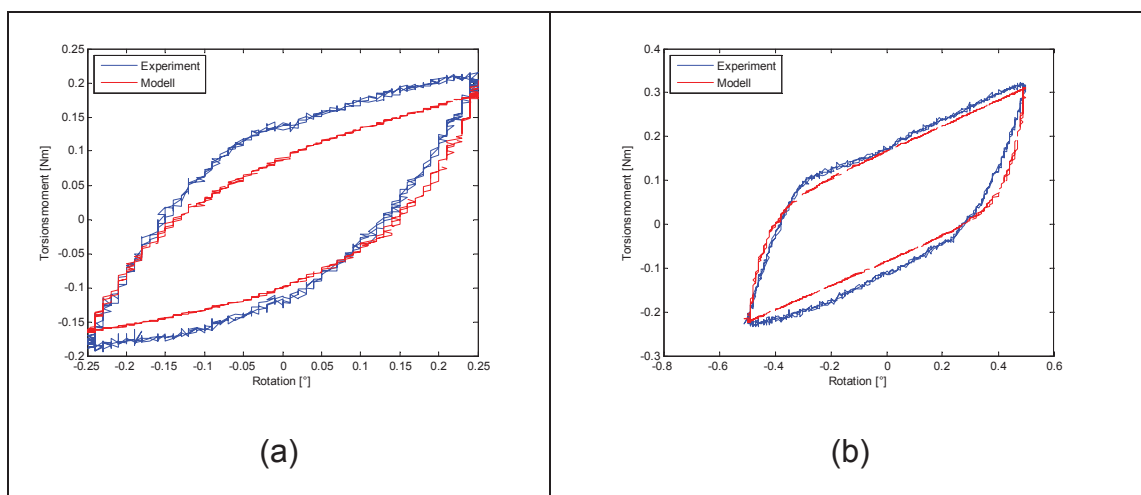 Experiment
Modell
0.25
0.2
0.15
0.1
0.05
0
-0.05
-0.1
-0.15
-0.2
Torsionsmoment [Nm]
-0.25 -0.2 -0.15 -0.1 -0.05 0 0.05 0.1 0.15 0.2 0.25
Rotation [°]
(a)
Experiment
Modell
0.4
0.3
0.2
0.1
0
-0.1
-0.2
-0.3
Torsionsmoment [Nm]
-0.8 -0.6 -0.4 -0.2 0 0.2 0.4 0.6
Rotation [°]
(b)